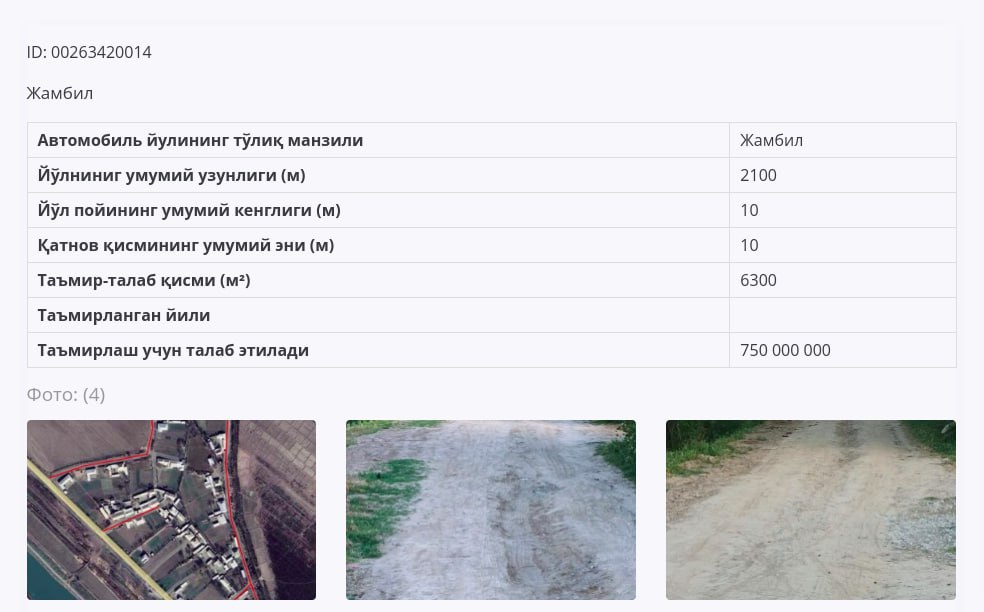 ID: 00263420014
Жамбил
Автомобиль йулининг тўлиқ манзили Жамбил
Йўлниниг умумий узунлиги (м) 2100
Йўл пойининг умумий кенглиги (м) 10
Қатнов қисмининг умумий эни (м) 10
Таъмир-талаб қисми (м²) 6300
Таъмирланган йили
Таъмирлаш учун талаб этилади 750 000 000
Фото: (4)